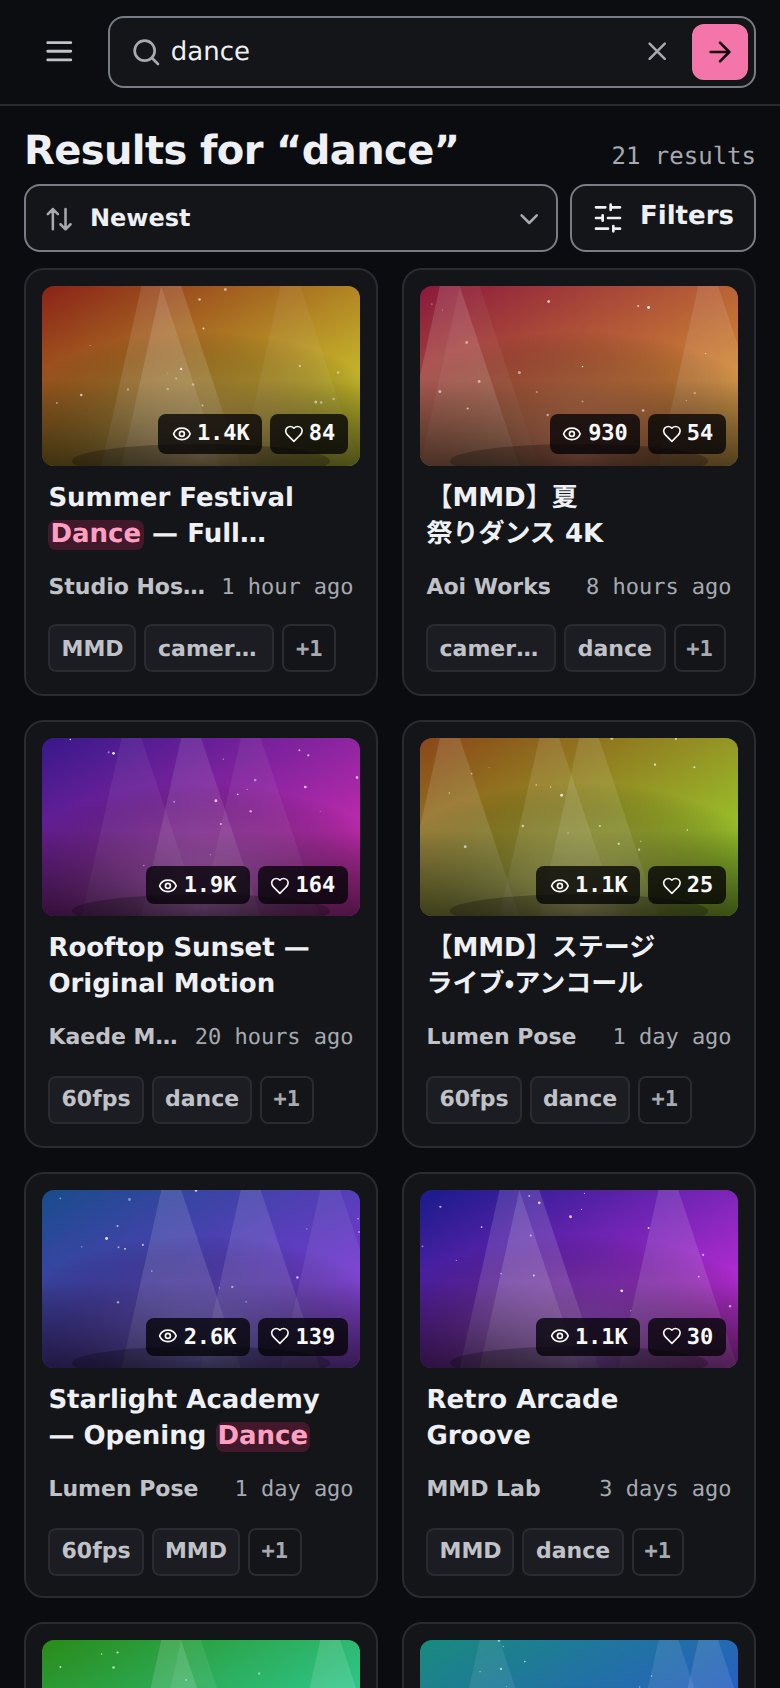 dance
Results for “dance”
21 results
Newest
Filters
1.4K
84
Summer Festival
Dance — Full…
Studio Hos…
1 hour ago
MMD
camer…
+1
930
54
【MMD】夏
祭りダンス 4K
Aoi Works
8 hours ago
camer…
dance
+1
1.9K
164
Rooftop Sunset —
Original Motion
Kaede M…
20 hours ago
60fps
dance
+1
1.1K
25
【MMD】ステージ
ライブ・アンコール
Lumen Pose
1 day ago
60fps
dance
+1
2.6K
139
Starlight Academy
— Opening Dance
Lumen Pose
1 day ago
60fps
MMD
+1
1.1K
30
Retro Arcade
Groove
MMD Lab
3 days ago
MMD
dance
+1